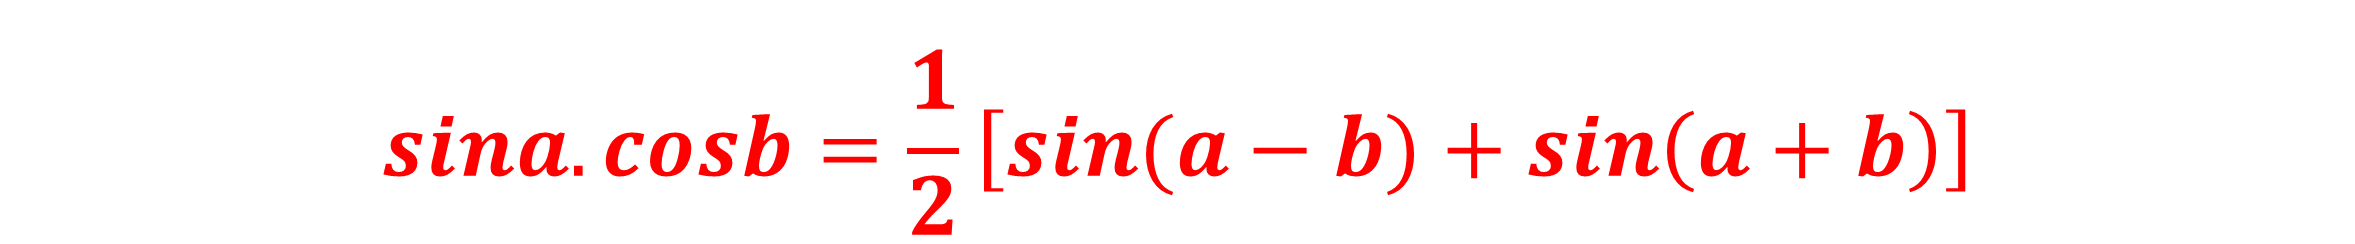 sina.cosb = 1/2 [sin(a − b) + sin(a + b)]